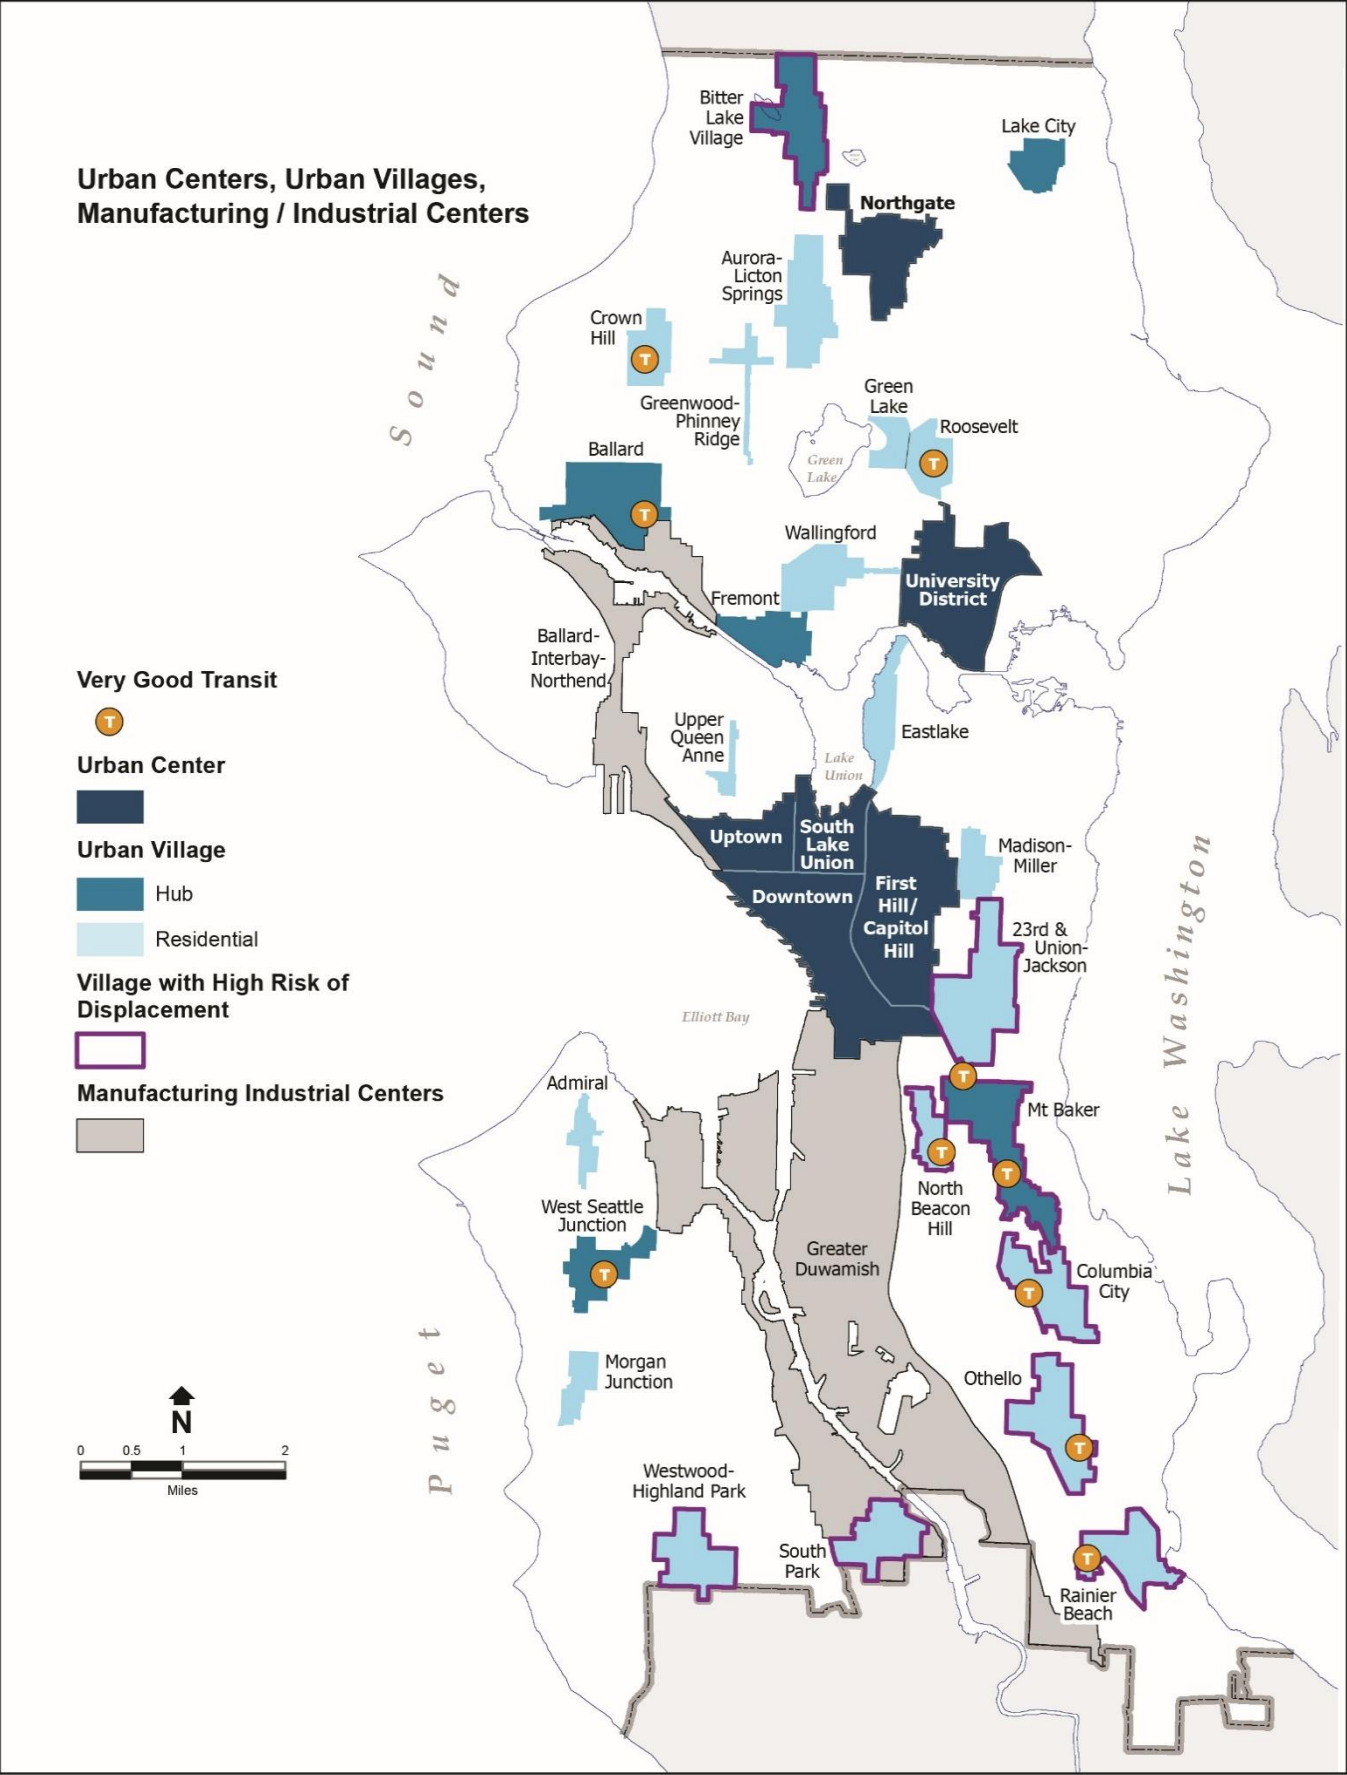 Urban Centers, Urban Villages,
Manufacturing / Industrial Centers
Bitter
Lake
Village
Lake City
Northgate
Aurora-
Licton
Springs
Crown
Hill
T
Greenwood-
Phinney
Ridge
Green
Lake
Roosevelt
T
Green
Lake
Ballard
T
Wallingford
University
District
Fremont
Ballard-
Interbay-
Northend
Upper
Queen
Anne
Eastlake
Lake
Union
Uptown
South
Lake
Union
Downtown
First
Hill/
Capitol
Hill
Madison-
Miller
23rd &
Union-
Jackson
Elliott Bay
Puget Sound
Lake Washington
Very Good Transit
T
Urban Center
Urban Village
Hub
Residential
Village with High Risk of
Displacement
Manufacturing Industrial Centers
Admiral
T
Mt Baker
T
T
North
Beacon
Hill
West Seattle
Junction
T
Greater
Duwamish
Columbia
City
T
Morgan
Junction
Othello
T
N
0 0.5 1 2
Miles
Westwood-
Highland Park
South
Park
T
Rainier
Beach